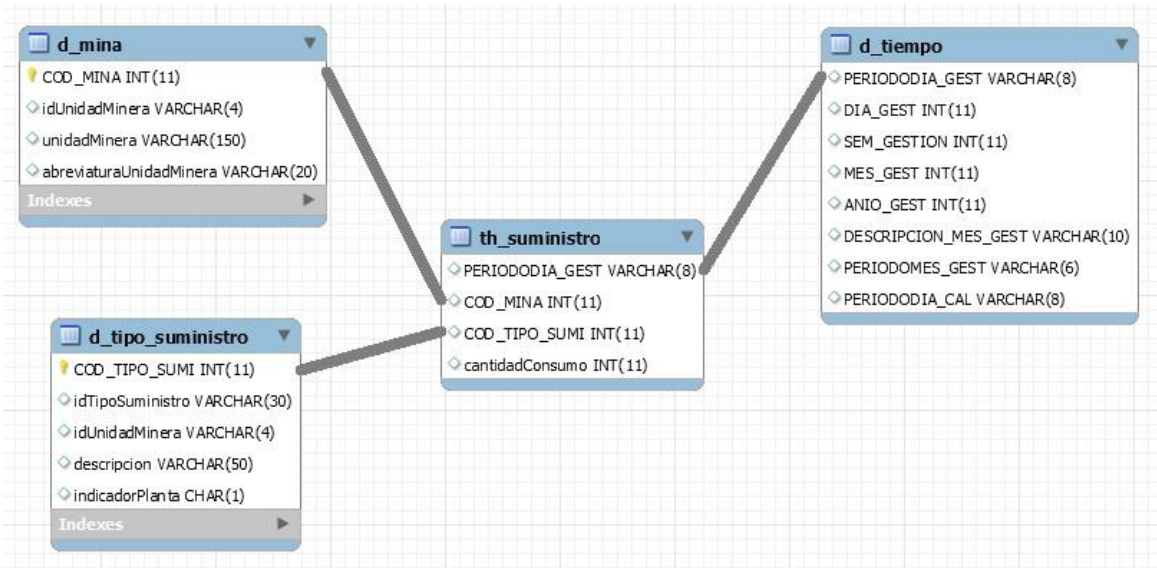 d_mina
COD_MINA INT(11)
idUnidadMinera VARCHAR(4)
unidadMinera VARCHAR(150)
abreviaturaUnidadMinera VARCHAR(20)
Indexes
d_tipo_suministro
COD_TIPO_SUMI INT(11)
idTipoSuministro VARCHAR(30)
idUnidadMinera VARCHAR(4)
descripcion VARCHAR(50)
indicadorPlanta CHAR(1)
Indexes
th_suministro
PERIODODIA_GEST VARCHAR(8)
COD_MINA INT(11)
COD_TIPO_SUMI INT(11)
cantidadConsumo INT(11)
d_tiempo
PERIODODIA_GEST VARCHAR(8)
DIA_GEST INT(11)
SEM_GESTION INT(11)
MES_GEST INT(11)
ANIO_GEST INT(11)
DESCRIPCION_MES_GEST VARCHAR(10)
PERIODOMES_GEST VARCHAR(6)
PERIODODIA_CAL VARCHAR(8)